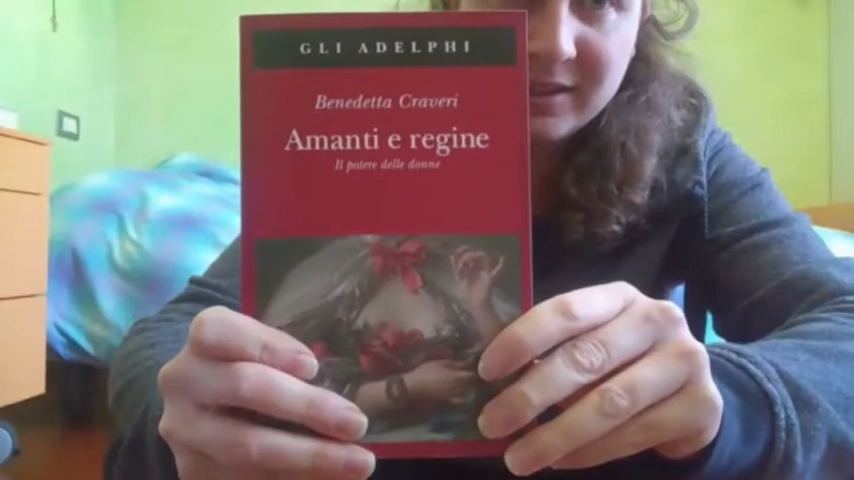 GLI ADELPHI
Benedetta Craveri
Amanti e regine
Il potere delle donne